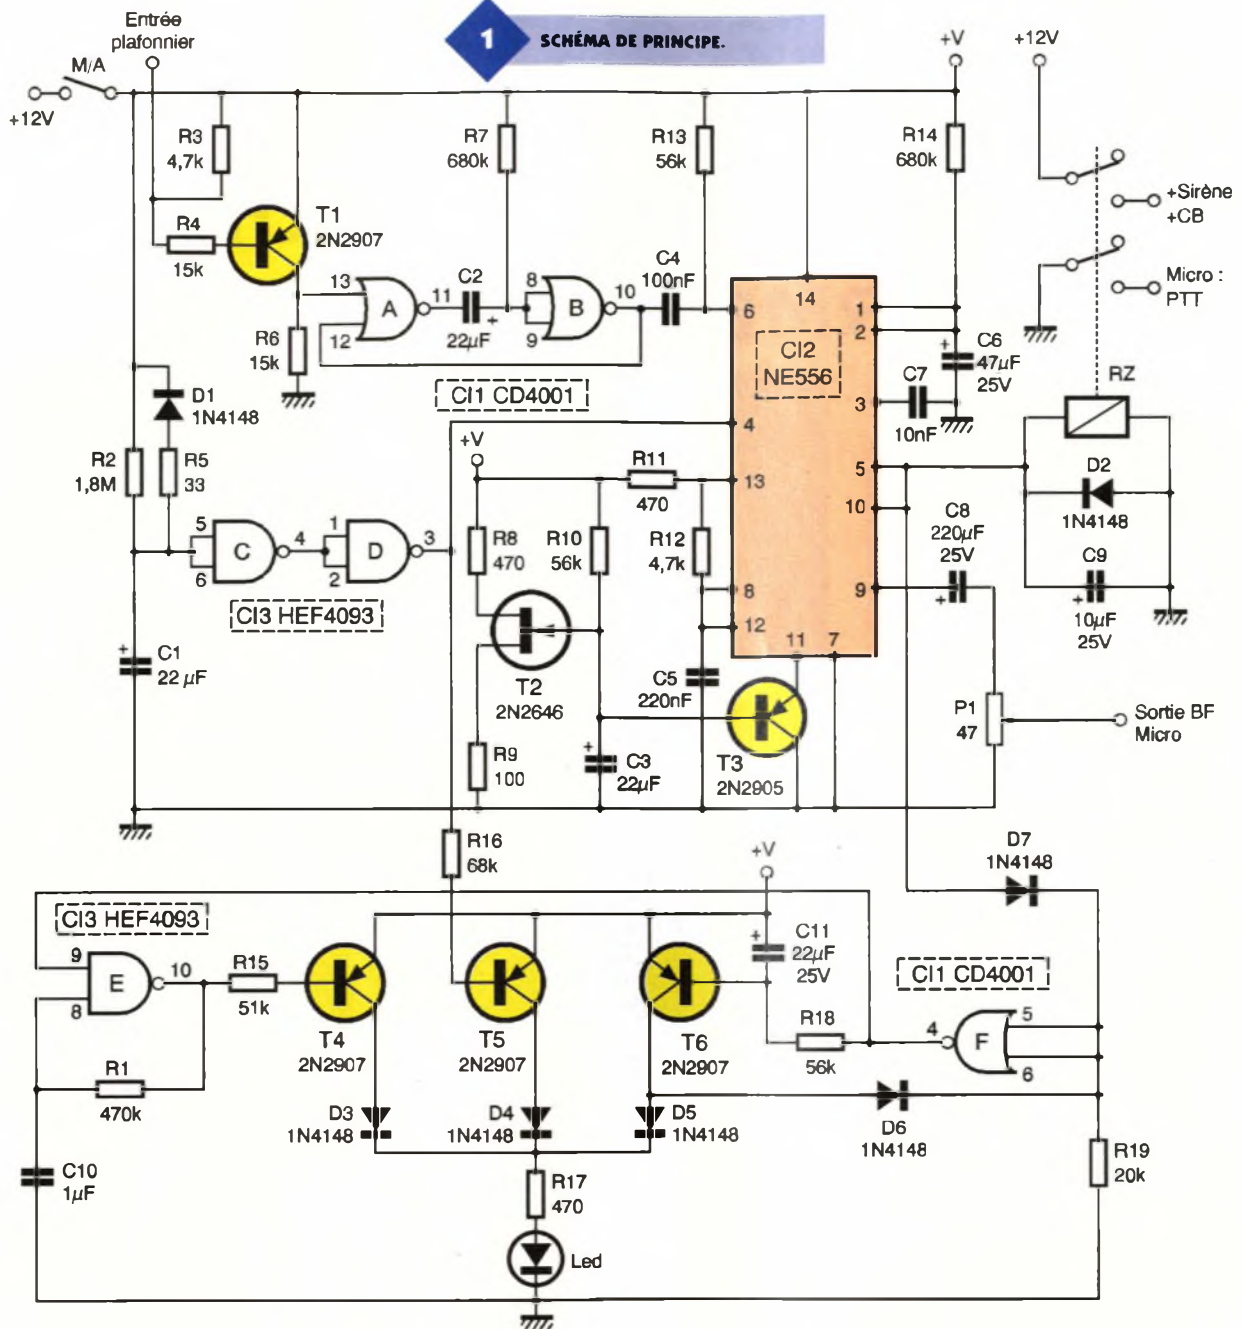 1 SCHÉMA DE PRINCIPE.
Entrée
plafonnier
M/A
+12V
+V
+12V
R3
4,7k
R7
680k
R13
56k
R14
680k
R4
15k
T1
2N2907
+Sirène
+CB
Micro :
PTT
13
12
A
11
C2
+
22µF
8
9
B
10
C4
100nF
R6
15k
6
14
1
2
3
CI2
NE556
C7
10nF
+
C6
47µF
25V
RZ
CI1 CD4001
D1
1N4148
R2
1,8M
R5
33
+V
4
R11
470
13
5
10
D2
1N4148
5
6
C
4
1
2
D
3
R8
470
R10
56k
R12
4,7k
C8
220µF
25V
+
C9
+
10µF
25V
CI3 HEF4093
8
12
9
11
7
+
C1
22 µF
T2
2N2646
C5
220nF
R9
100
+
C3
22µF
T3
2N2905
P1
47
Sortie BF
Micro
R16
68k
+V
D7
1N4148
CI3 HEF4093
9
8
E
10
R15
51k
T4
2N2907
T5
2N2907
T6
2N2907
+
C11
22µF
25V
CI1 CD4001
R18
56k
4
F
5
6
R1
470k
D3
1N4148
D4
1N4148
D5
1N4148
D6
1N4148
C10
1µF
R17
470
R19
20k
Led